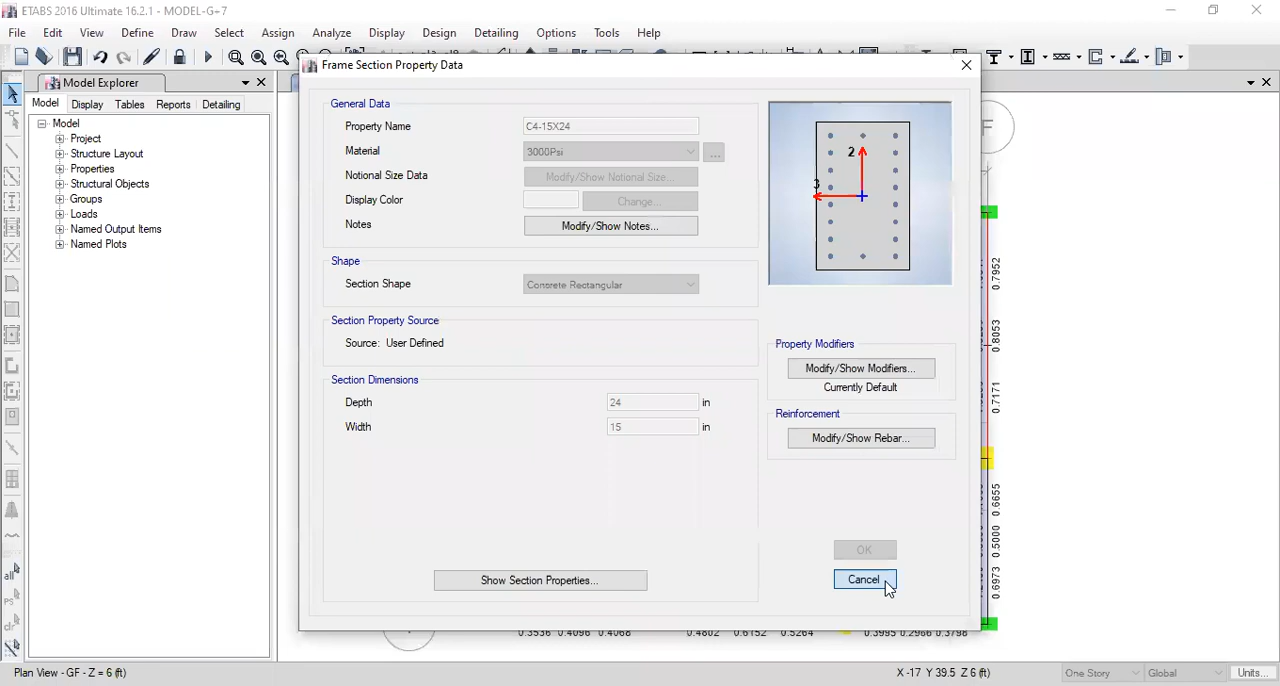 ETABS 2016 Ultimate 16.2.1 - MODEL-G+7
File Edit View Define Draw Select Assign Analyze Display Design Detailing Options Tools Help
Model Explorer
Frame Section Property Data
Model Display Tables Reports Detailing
Model
Project
Structure Layout
Properties
Structural Objects
Groups
Loads
Named Output Items
Named Plots
General Data
Property Name C4-15X24
Material 3000Psi ...
Notional Size Data Modify/Show Notional Size...
Display Color Change...
Notes Modify/Show Notes...
Shape
Section Shape Concrete Rectangular
Section Property Source
Source: User Defined
Section Dimensions
Depth 24 in
Width 15 in
Show Section Properties...
2
3
Property Modifiers
Modify/Show Modifiers...
Currently Default
Reinforcement
Modify/Show Rebar...
OK
Cancel
F
0.7952
0.8053
0.7171
0.6655
0.5000
0.6973
0.3536 0.4096 0.4068 0.4802 0.6152 0.5264 0.3995 0.2966 0.3798
all
PS
clr
Plan View - GF - Z = 6 (ft) X -17 Y 39.5 Z 6 (ft) One Story Global Units...